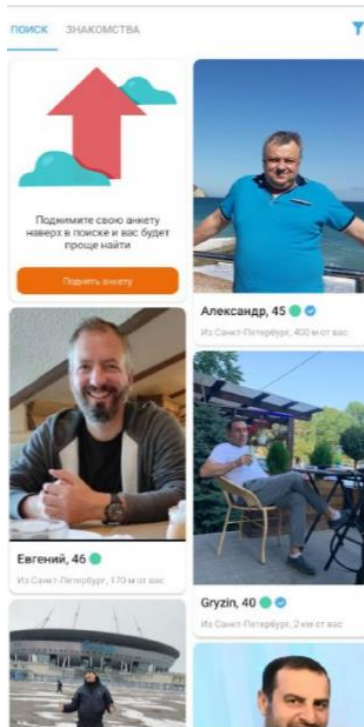 ПОИСК ЗНАКОМСТВА
Поднимите свою анкету
наверх в поиске и вас будет
проще найти
Поднять анкету
Александр, 45
Из Санкт-Петербург, 400 м от вас
Евгений, 46
Из Санкт-Петербург, 170 м от вас
Gryzin, 40
Из Санкт-Петербург, 2 км от вас